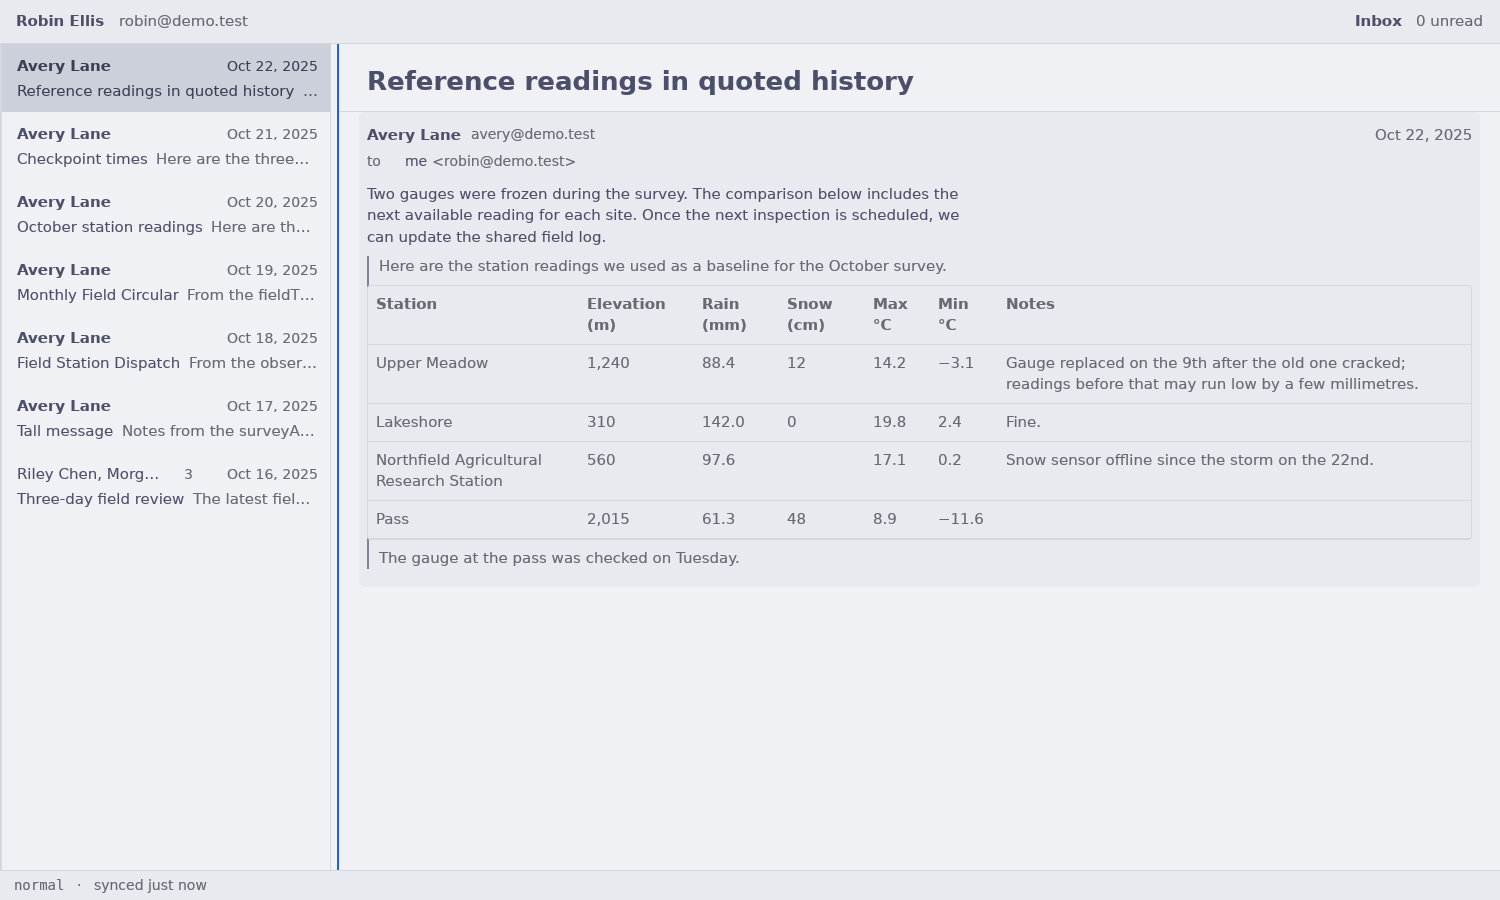 Robin Ellis robin@demo.test
Inbox 0 unread
Avery Lane Oct 22, 2025
Reference readings in quoted history …
Avery Lane Oct 21, 2025
Checkpoint times Here are the three…
Avery Lane Oct 20, 2025
October station readings Here are th…
Avery Lane Oct 19, 2025
Monthly Field Circular From the fieldT…
Avery Lane Oct 18, 2025
Field Station Dispatch From the obser…
Avery Lane Oct 17, 2025
Tall message Notes from the surveyA…
Riley Chen, Morg… 3 Oct 16, 2025
Three-day field review The latest fiel…
Reference readings in quoted history
Avery Lane avery@demo.test Oct 22, 2025
to me <robin@demo.test>
Two gauges were frozen during the survey. The comparison below includes the
next available reading for each site. Once the next inspection is scheduled, we
can update the shared field log.
Here are the station readings we used as a baseline for the October survey.
Station Elevation (m) Rain (mm) Snow (cm) Max °C Min °C Notes
Upper Meadow 1,240 88.4 12 14.2 −3.1 Gauge replaced on the 9th after the old one cracked;
readings before that may run low by a few millimetres.
Lakeshore 310 142.0 0 19.8 2.4 Fine.
Northfield Agricultural 560 97.6 17.1 0.2 Snow sensor offline since the storm on the 22nd.
Research Station
Pass 2,015 61.3 48 8.9 −11.6
The gauge at the pass was checked on Tuesday.
normal · synced just now